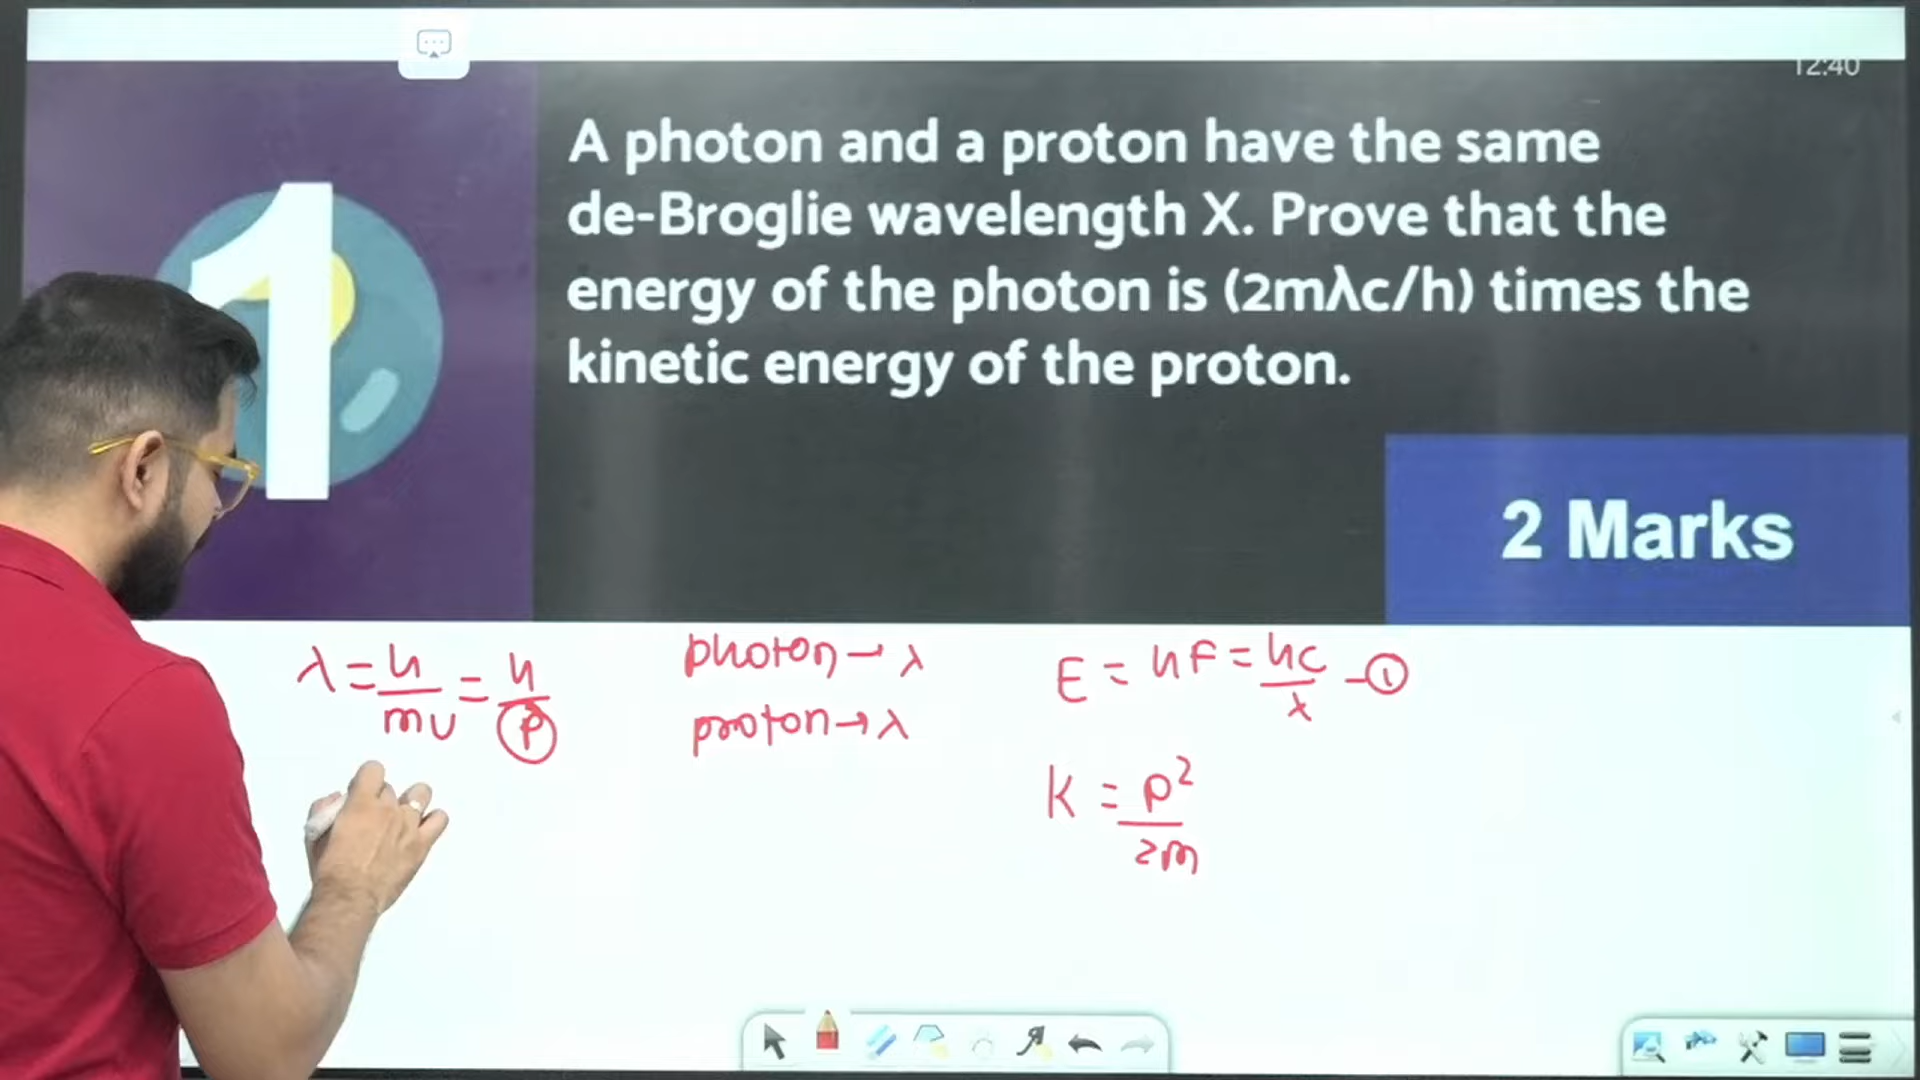 12:40
1
A photon and a proton have the same
de-Broglie wavelength X. Prove that the
energy of the photon is (2mλc/h) times the
kinetic energy of the proton.
2 Marks
λ = h/mv = h/p
photon → λ
proton → λ
E = hF = hc/λ - ①
K = p²/2m